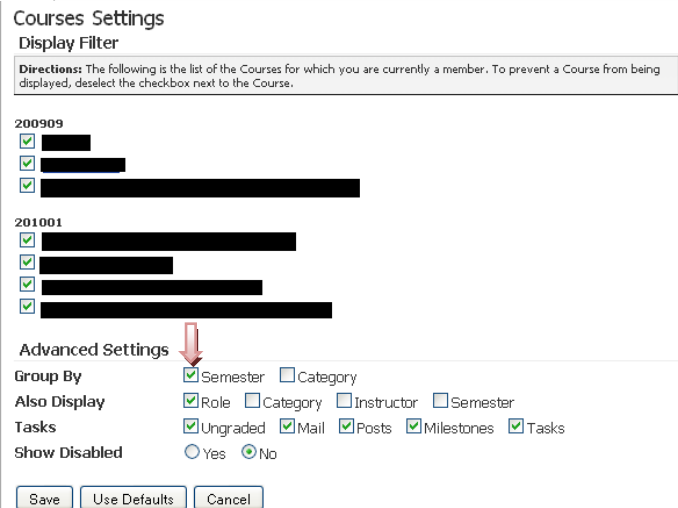 Courses Settings
Display Filter
Directions: The following is the list of the Courses for which you are currently a member. To prevent a Course from being
displayed, deselect the checkbox next to the Course.
200909
201001
Advanced Settings
Group By Semester Category
Also Display Role Category Instructor Semester
Tasks Ungraded Mail Posts Milestones Tasks
Show Disabled Yes No
Save Use Defaults Cancel